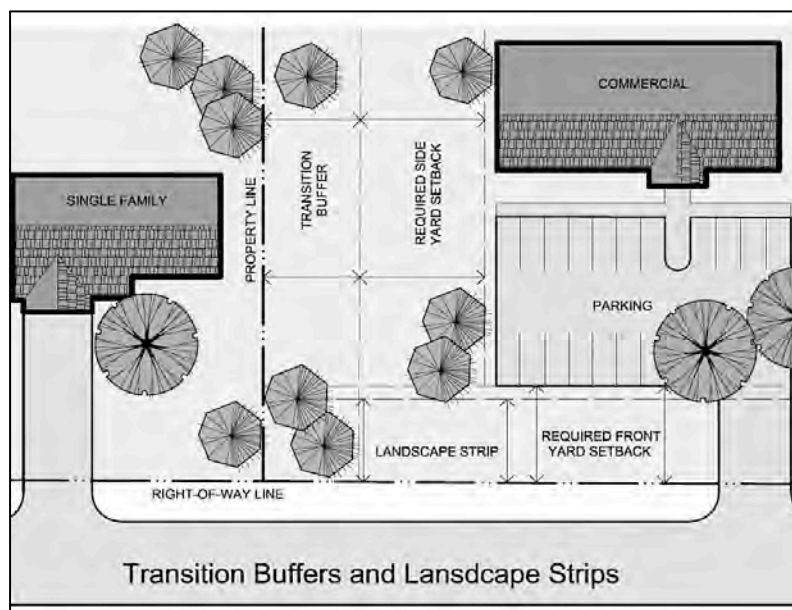 COMMERCIAL
SINGLE FAMILY
PROPERTY LINE
TRANSITION
BUFFER
REQUIRED SIDE
YARD SETBACK
PARKING
LANDSCAPE STRIP
REQUIRED FRONT
YARD SETBACK
RIGHT-OF-WAY LINE
Transition Buffers and Lansdcape Strips